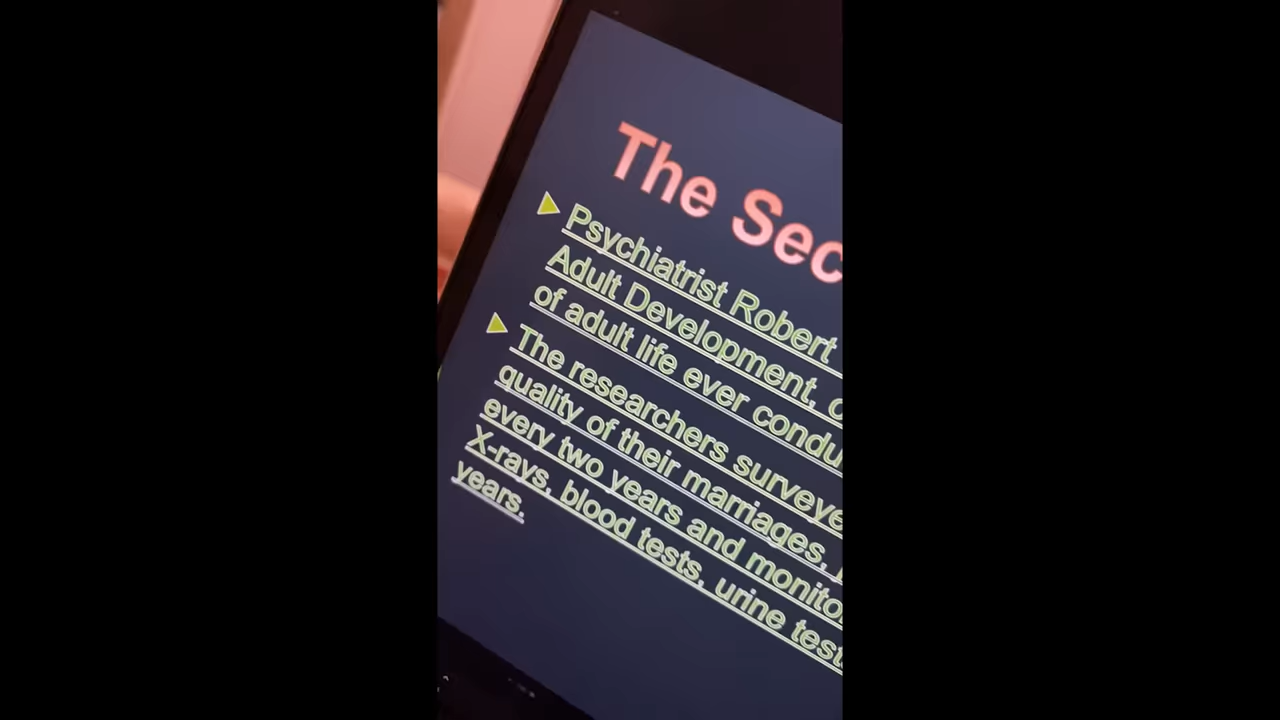 The Sec
Psychiatrist Robert
Adult Development, o
of adult life ever condu
The researchers surveye
quality of their marriages,
every two years and monito
X-rays, blood tests, urine test
years.